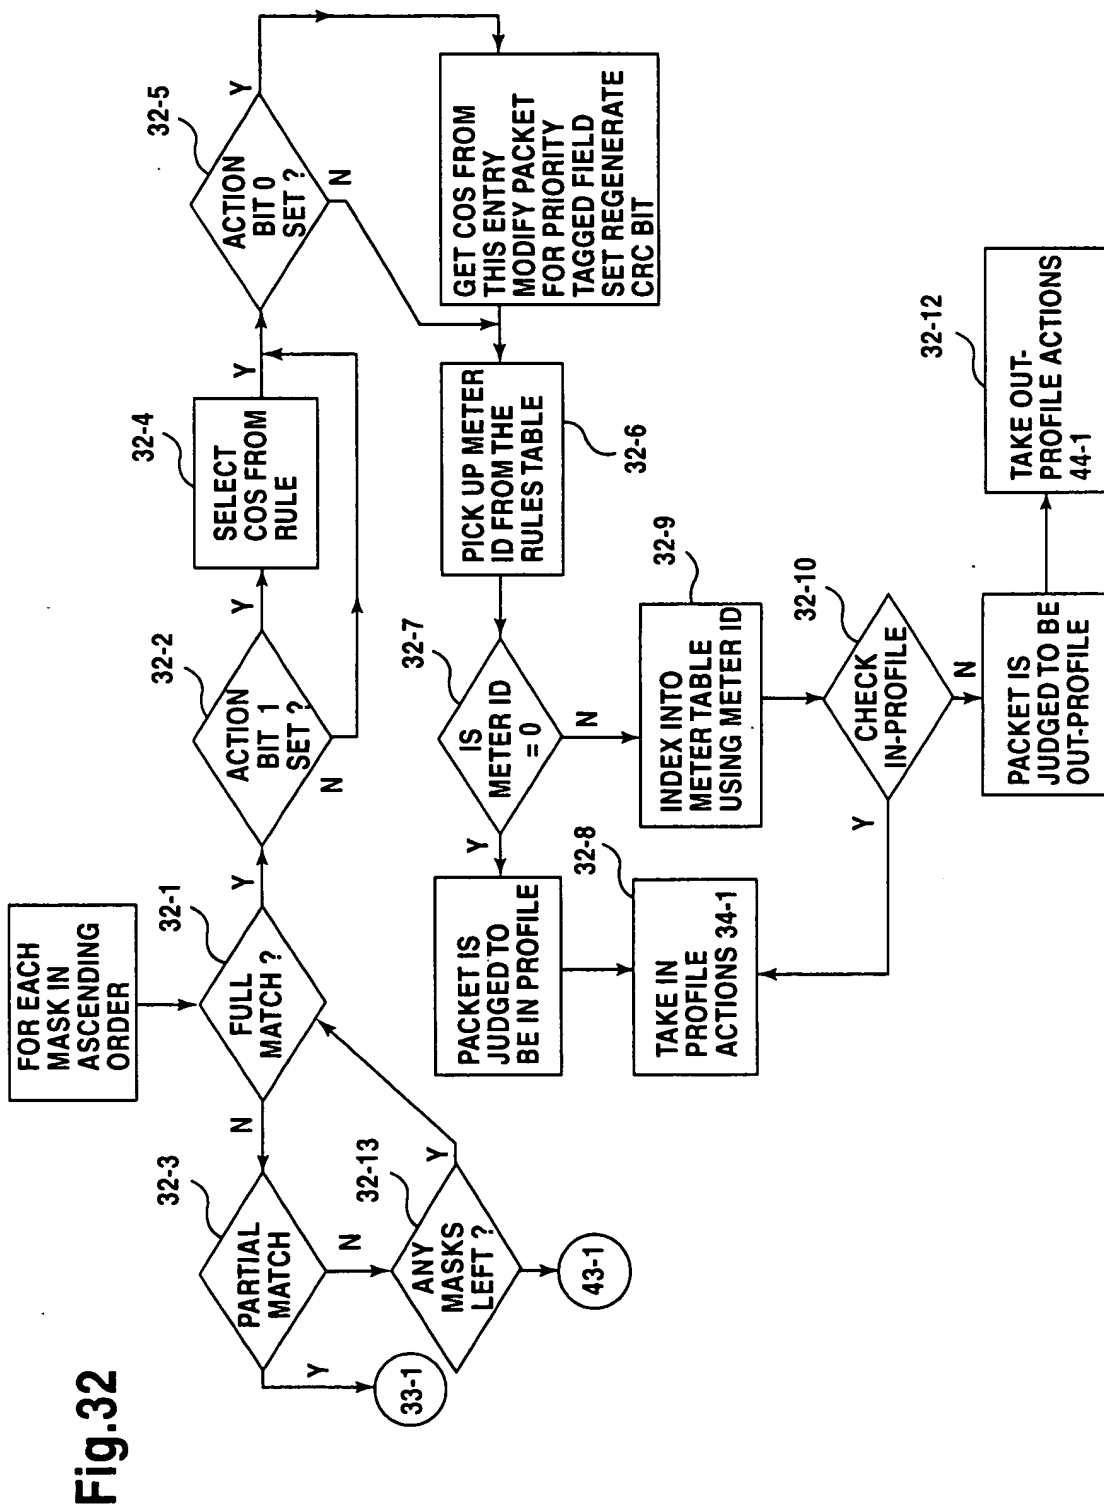 Fig.32
FOR EACH
MASK IN
ASCENDING
ORDER
32-1
FULL
MATCH ?
Y
N
32-2
ACTION
BIT 1
SET ?
Y
N
32-4
SELECT
COS FROM
RULE
Y
32-5
ACTION
BIT 0
SET ?
Y
N
GET COS FROM
THIS ENTRY
MODIFY PACKET
FOR PRIORITY
TAGGED FIELD
SET REGENERATE
CRC BIT
32-3
PARTIAL
MATCH
Y
N
33-1
32-13
ANY
MASKS
LEFT ?
Y
43-1
PICK UP METER
ID FROM THE
RULES TABLE
32-6
32-7
IS
METER ID
= 0
Y
N
PACKET IS
JUDGED TO
BE IN PROFILE
32-8
TAKE IN
PROFILE
ACTIONS 34-1
32-9
INDEX INTO
METER TABLE
USING METER ID
32-10
CHECK
IN-PROFILE
Y
N
PACKET IS
JUDGED TO BE
OUT-PROFILE
32-12
TAKE OUT-
PROFILE ACTIONS
44-1